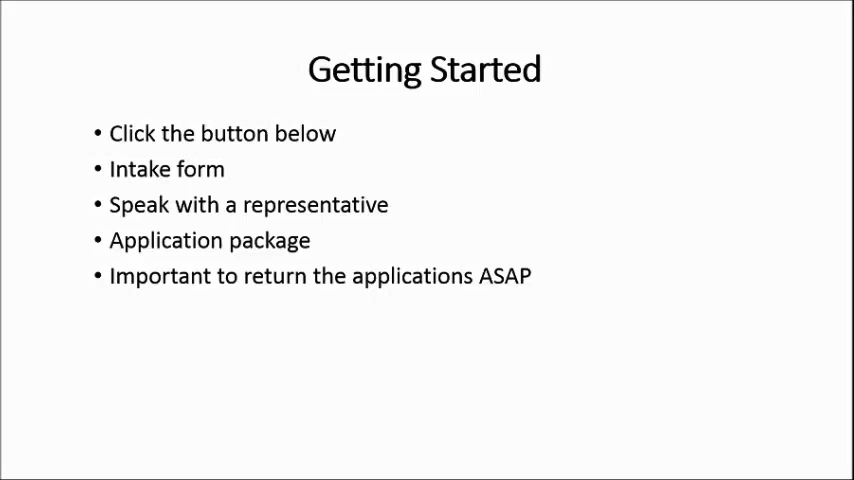 Getting Started
• Click the button below
• Intake form
• Speak with a representative
• Application package
• Important to return the applications ASAP